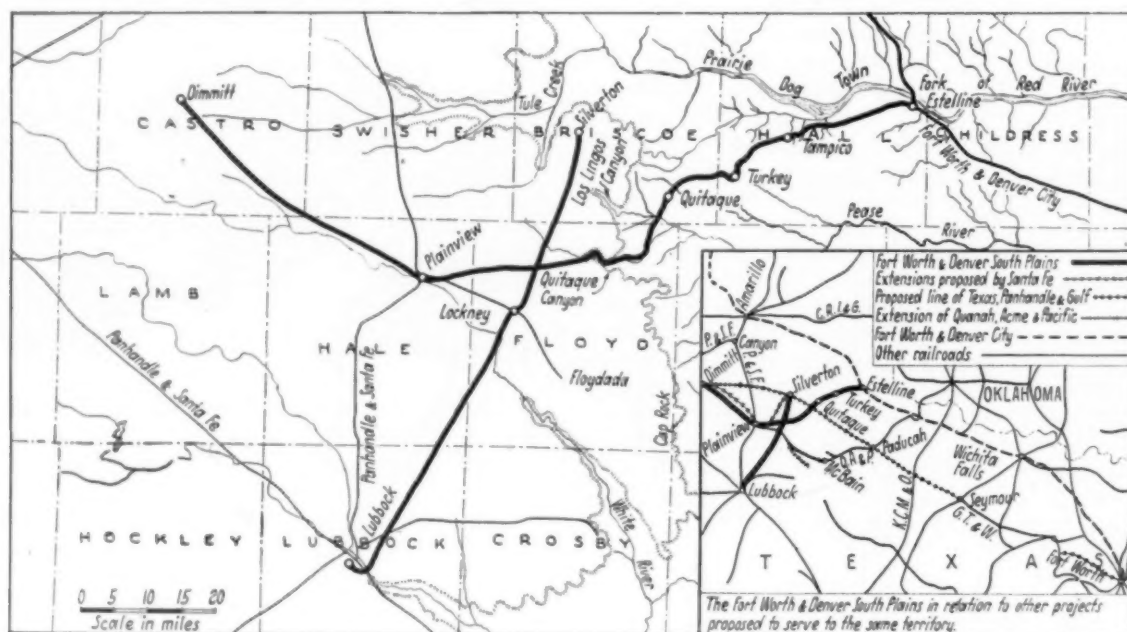 Dimmitt
CASTRO SWISHER BRISCOE HALL CHILDRESS
Tule Creek
Silverton
Los Lingos Canyon
Prairie Dog Town Fork of Red River
Estelline
Fort Worth & Denver City
Tampico
Turkey
Quitaque
Pease River
Plainview
Quitaque Canyon
Lockney
LAMB
HALE FLOYD
Floydada
Panhandle & Santa Fe
Panhandle & Santa Fe
Cap Rock
White River
Lubbock
HOCKLEY LUBBOCK CROSBY
0 5 10 15 20
Scale in miles
Fort Worth & Denver South Plains
Extensions proposed by Santa Fe
Proposed line of Texas, Panhandle & Gulf
Extension of Quanah, Acme & Pacific
Fort Worth & Denver City
Other railroads
Amarillo
C.R.I.& G.
P.& S.F.
Canyon
P.& S.F.
Dimmitt
Silverton
Estelline
OKLAHOMA
Turkey
Quitaque
Plainview
Paducah
Q.A.& P.
McBain
Wichita Falls
Lubbock
K.C.M.& O.
Seymour
G.T.& W.
Fort Worth
TEXAS
The Fort Worth & Denver South Plains in relation to other projects
proposed to serve to the same territory.